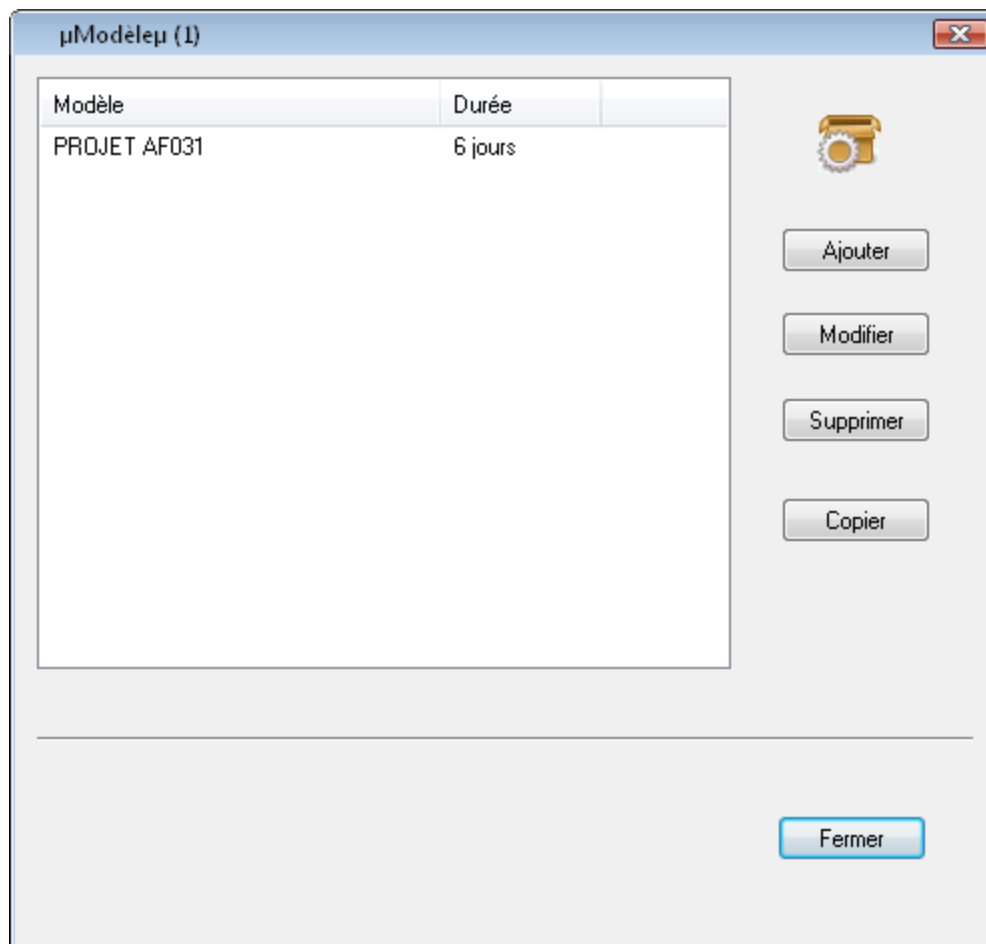 µModèleµ (1)
Modèle Durée
PROJET AF031 6 jours
Ajouter
Modifier
Supprimer
Copier
Fermer